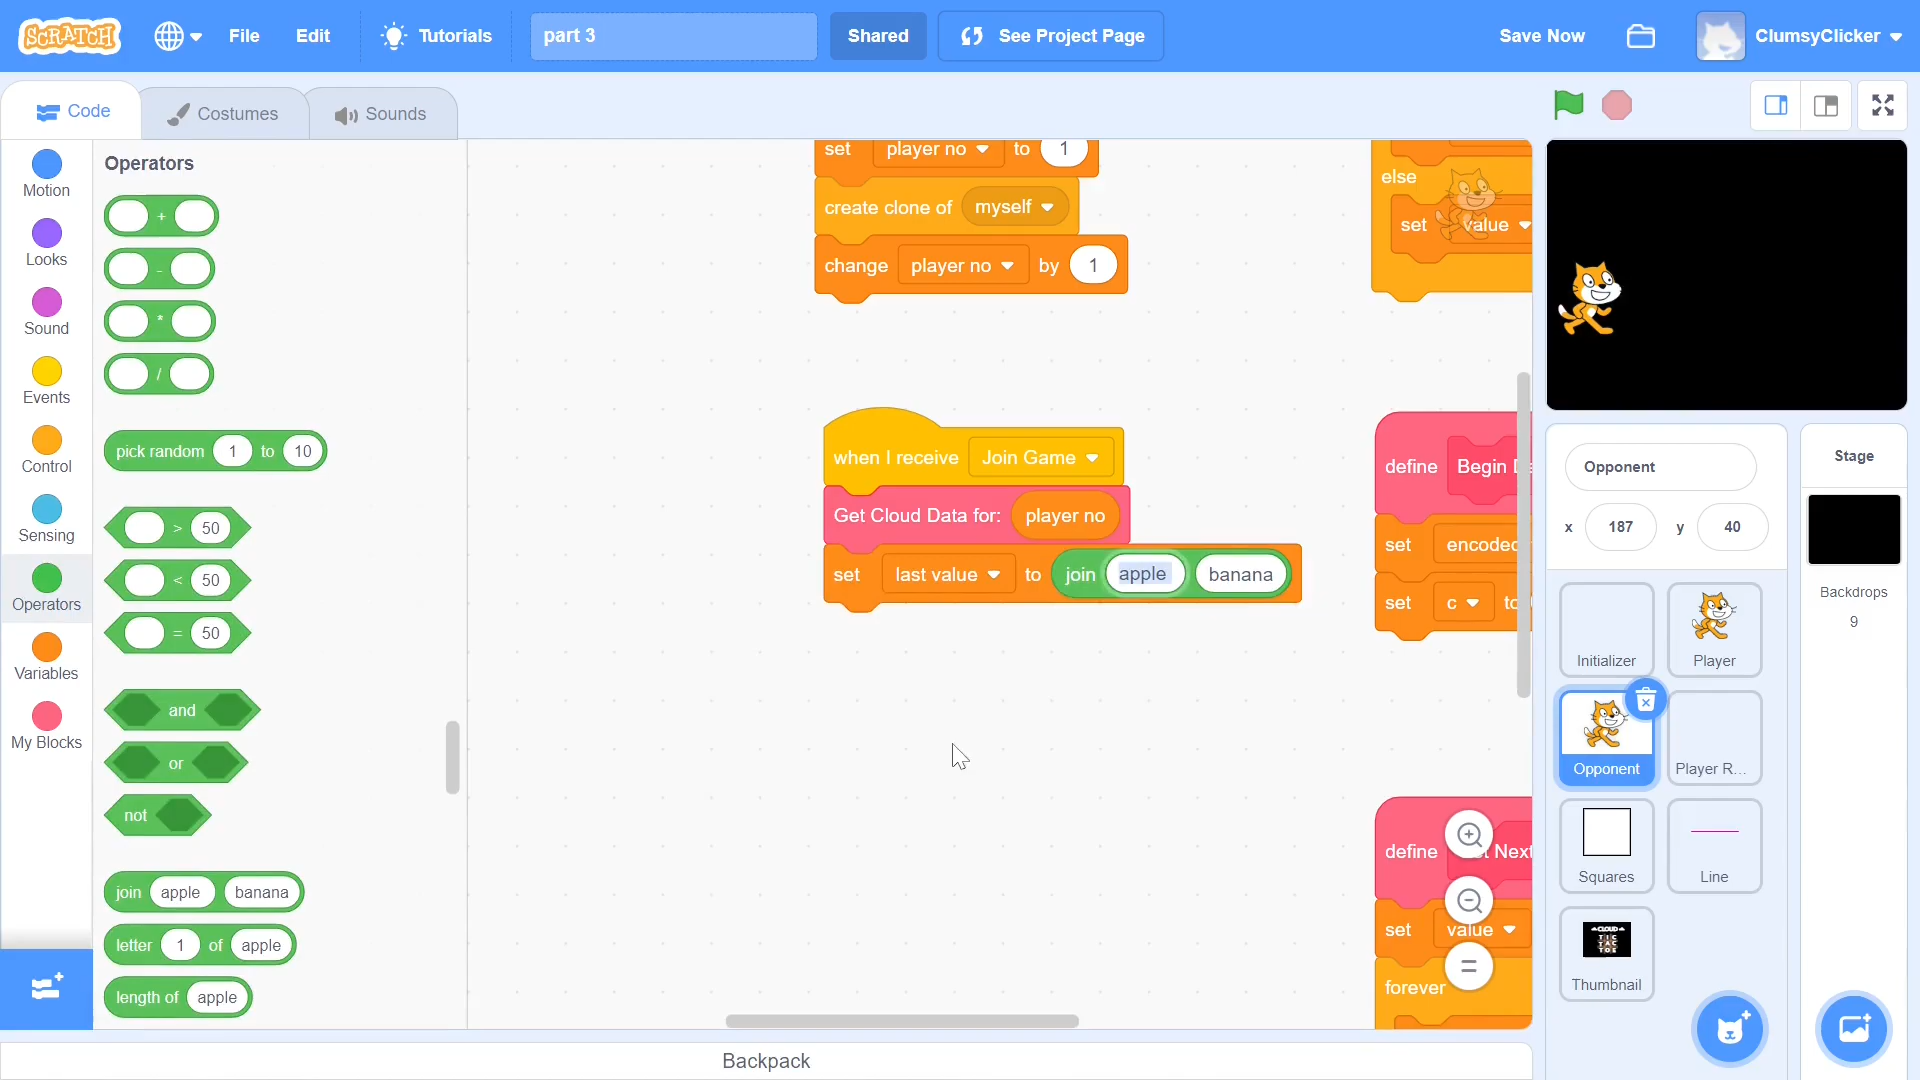 SCRATCH
File
Edit
Tutorials
part 3
Shared
See Project Page
Save Now
ClumsyClicker
Code
Costumes
Sounds
Motion
Looks
Sound
Events
Control
Sensing
Operators
Variables
My Blocks
Operators
+
-
*
/
pick random 1 to 10
> 50
< 50
= 50
and
or
not
join apple banana
letter 1 of apple
length of apple
set player no to 1
create clone of myself
change player no by 1
when I receive Join Game
Get Cloud Data for: player no
set last value to join apple banana
else
set value
define Begin
set encoded
set c to
define Next
set value
forever
Backpack
Opponent
x 187 y 40
Initializer
Player
Opponent
Player R...
Squares
Line
CLOUD
TIC
TAC
TOE
Thumbnail
Stage
Backdrops
9